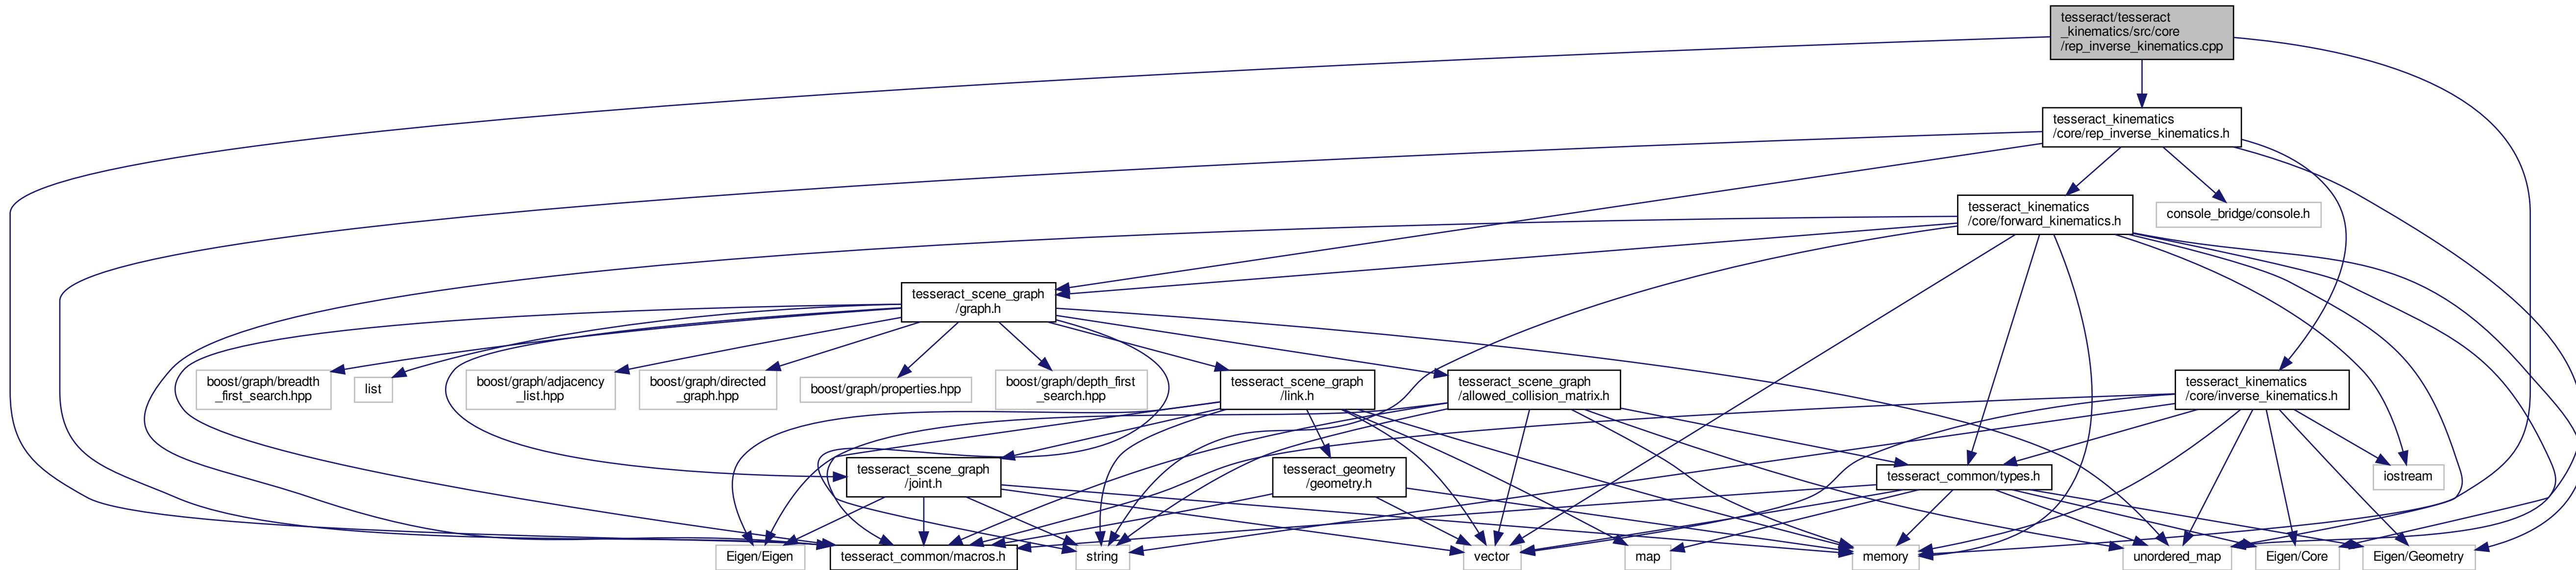 tesseract/tesseract
_kinematics/src/core
/rep_inverse_kinematics.cpp
tesseract_kinematics
/core/rep_inverse_kinematics.h
tesseract_kinematics
/core/forward_kinematics.h
console_bridge/console.h
tesseract_scene_graph
/graph.h
boost/graph/breadth
_first_search.hpp
list
boost/graph/adjacency
_list.hpp
boost/graph/directed
_graph.hpp
boost/graph/properties.hpp
boost/graph/depth_first
_search.hpp
tesseract_scene_graph
/link.h
tesseract_scene_graph
/allowed_collision_matrix.h
tesseract_kinematics
/core/inverse_kinematics.h
tesseract_scene_graph
/joint.h
tesseract_geometry
/geometry.h
tesseract_common/types.h
iostream
Eigen/Eigen
tesseract_common/macros.h
string
vector
map
memory
unordered_map
Eigen/Core
Eigen/Geometry